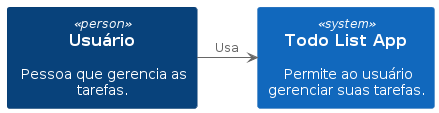 «person»
Usuário
Pessoa que gerencia as
tarefas.
Usa
«system»
Todo List App
Permite ao usuário
gerenciar suas tarefas.